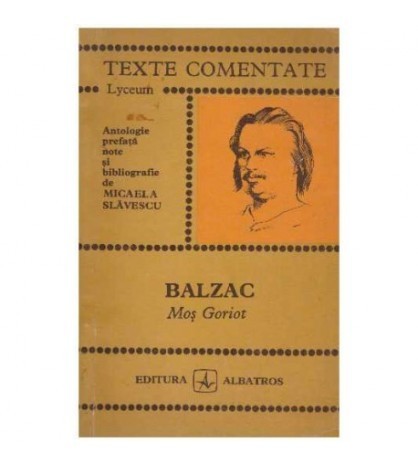 TEXTE COMENTATE
Lyceum
Antologie
prefață
note
și
bibliografie
de
MICAELA
SLĂVESCU
BALZAC
Moș Goriot
EDITURA ALBATROS